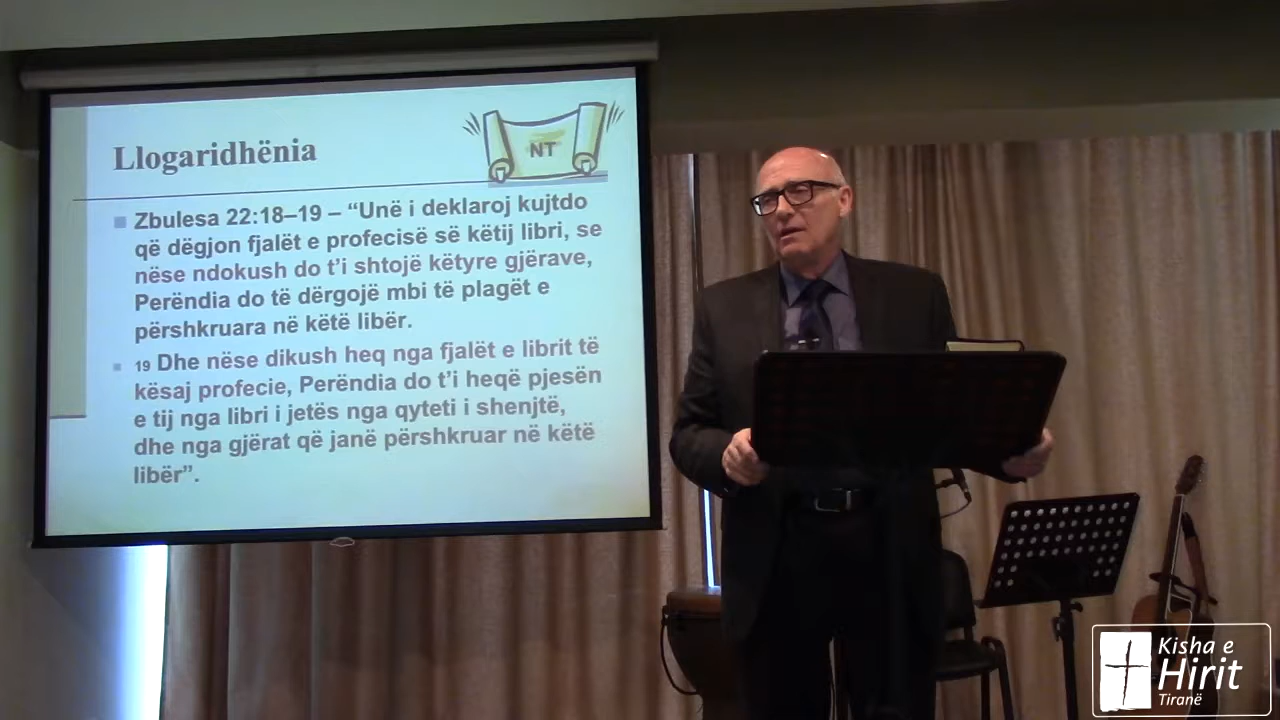 Llogaridhënia
NT
Zbulesa 22:18–19 – “Unë i deklaroj kujtdo
që dëgjon fjalët e profecisë së këtij libri, se
nëse ndokush do t’i shtojë këtyre gjërave,
Perëndia do të dërgojë mbi të plagët e
përshkruara në këtë libër.
19 Dhe nëse dikush heq nga fjalët e librit të
kësaj profecie, Perëndia do t’i heqë pjesën
e tij nga libri i jetës nga qyteti i shenjtë,
dhe nga gjërat që janë përshkruar në këtë
libër”.
Kisha e
Hirit
Tiranë